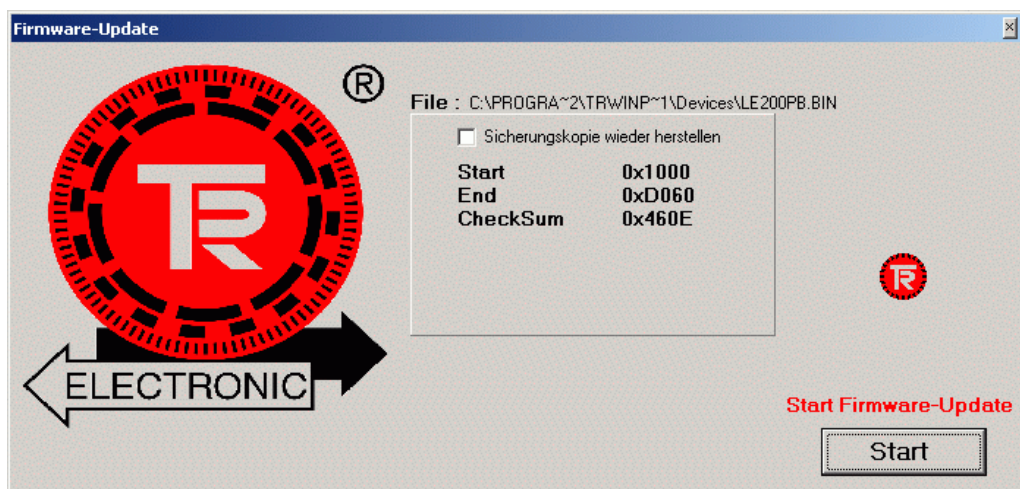 Firmware-Update
®
File : C:\PROGRA~2\TRWINP~1\Devices\LE200PB.BIN
Sicherungskopie wieder herstellen
Start 0x1000
End 0xD060
CheckSum 0x460E
TR
TR
ELECTRONIC
Start Firmware-Update
Start